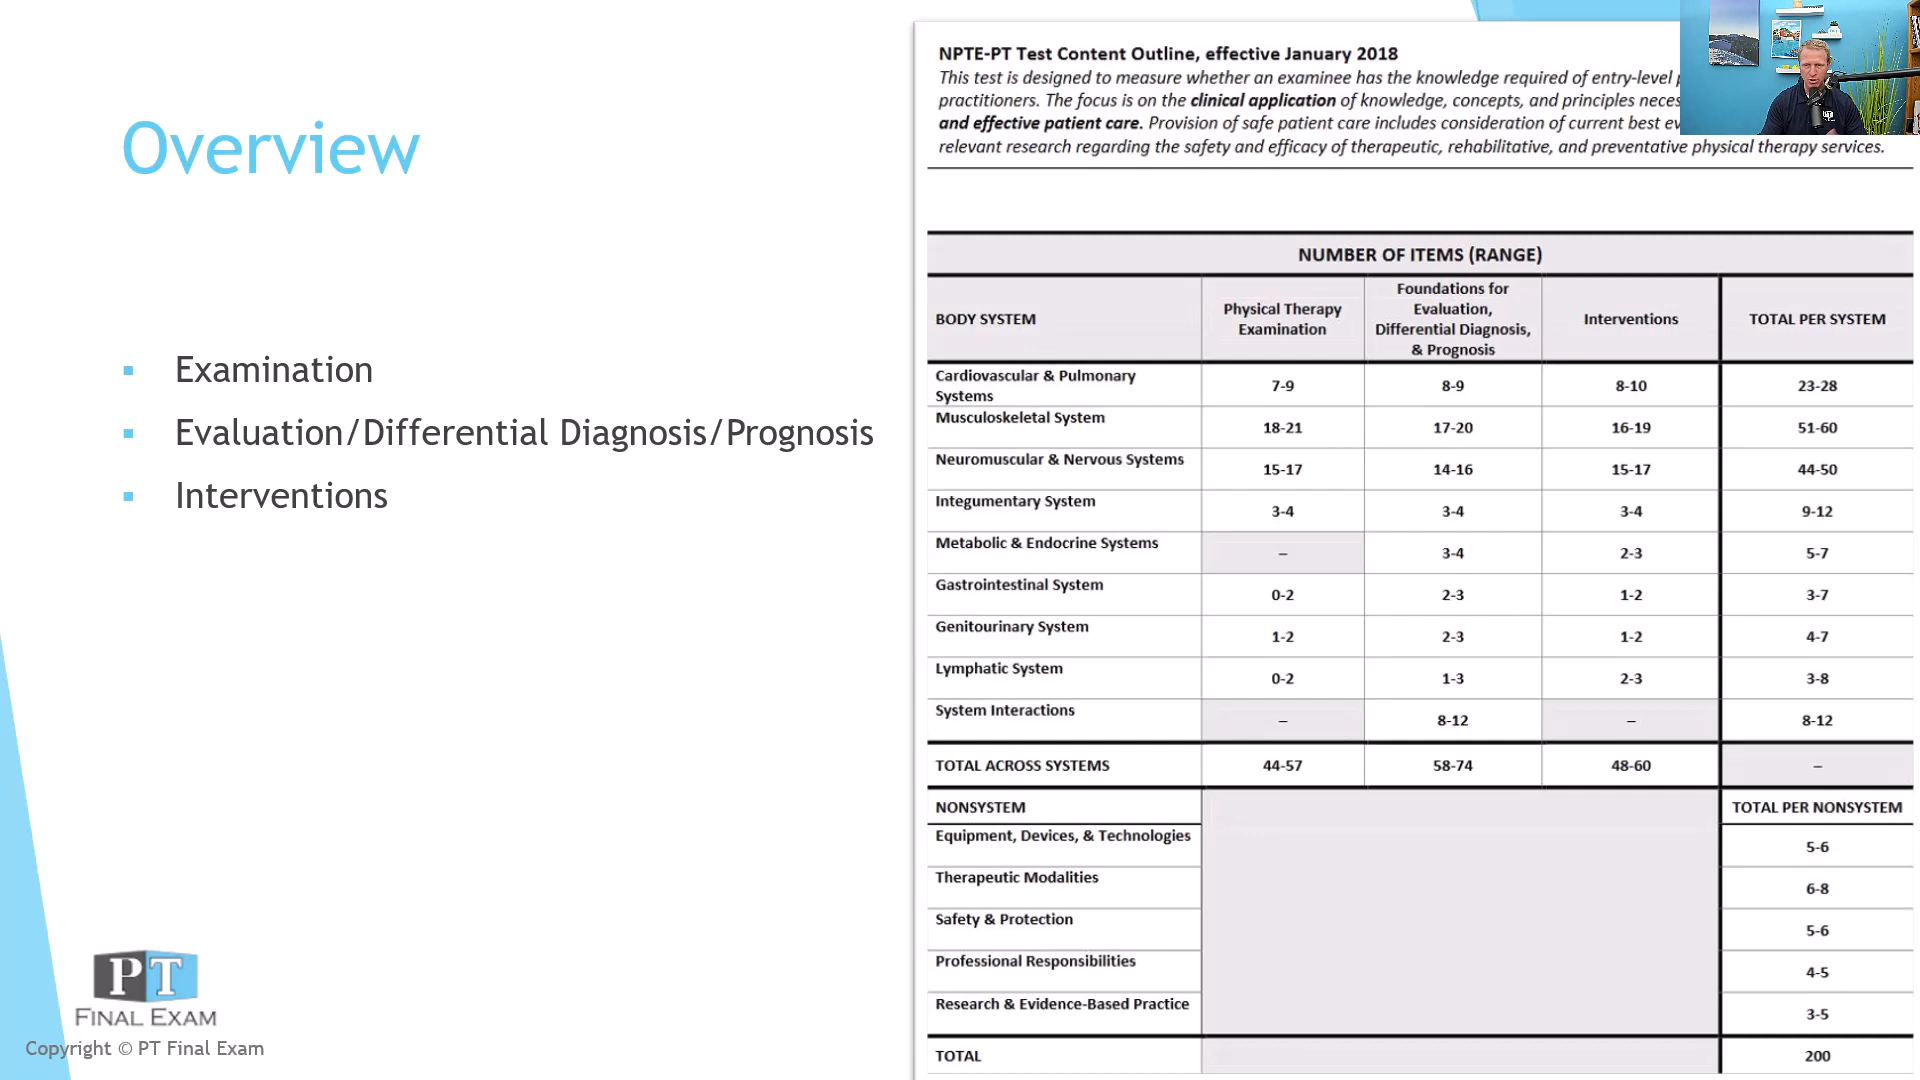 Overview
▪ Examination
▪ Evaluation/Differential Diagnosis/Prognosis
▪ Interventions
PT
FINAL EXAM
Copyright © PT Final Exam
NPTE-PT Test Content Outline, effective January 2018
This test is designed to measure whether an examinee has the knowledge required of entry-level
practitioners. The focus is on the clinical application of knowledge, concepts, and principles
and effective patient care. Provision of safe patient care includes consideration of current best
relevant research regarding the safety and efficacy of therapeutic, rehabilitative, and preventative physical therapy services.
NUMBER OF ITEMS (RANGE)
BODY SYSTEM | Physical Therapy Examination | Foundations for Evaluation, Differential Diagnosis, & Prognosis | Interventions | TOTAL PER SYSTEM
Cardiovascular & Pulmonary Systems 7-9 8-9 8-10 23-28
Musculoskeletal System 18-21 17-20 16-19 51-60
Neuromuscular & Nervous Systems 15-17 14-16 15-17 44-50
Integumentary System 3-4 3-4 3-4 9-12
Metabolic & Endocrine Systems – 3-4 2-3 5-7
Gastrointestinal System 0-2 2-3 1-2 3-7
Genitourinary System 1-2 2-3 1-2 4-7
Lymphatic System 0-2 1-3 2-3 3-8
System Interactions – 8-12 – 8-12
TOTAL ACROSS SYSTEMS 44-57 58-74 48-60 –
NONSYSTEM TOTAL PER NONSYSTEM
Equipment, Devices, & Technologies 5-6
Therapeutic Modalities 6-8
Safety & Protection 5-6
Professional Responsibilities 4-5
Research & Evidence-Based Practice 3-5
TOTAL 200